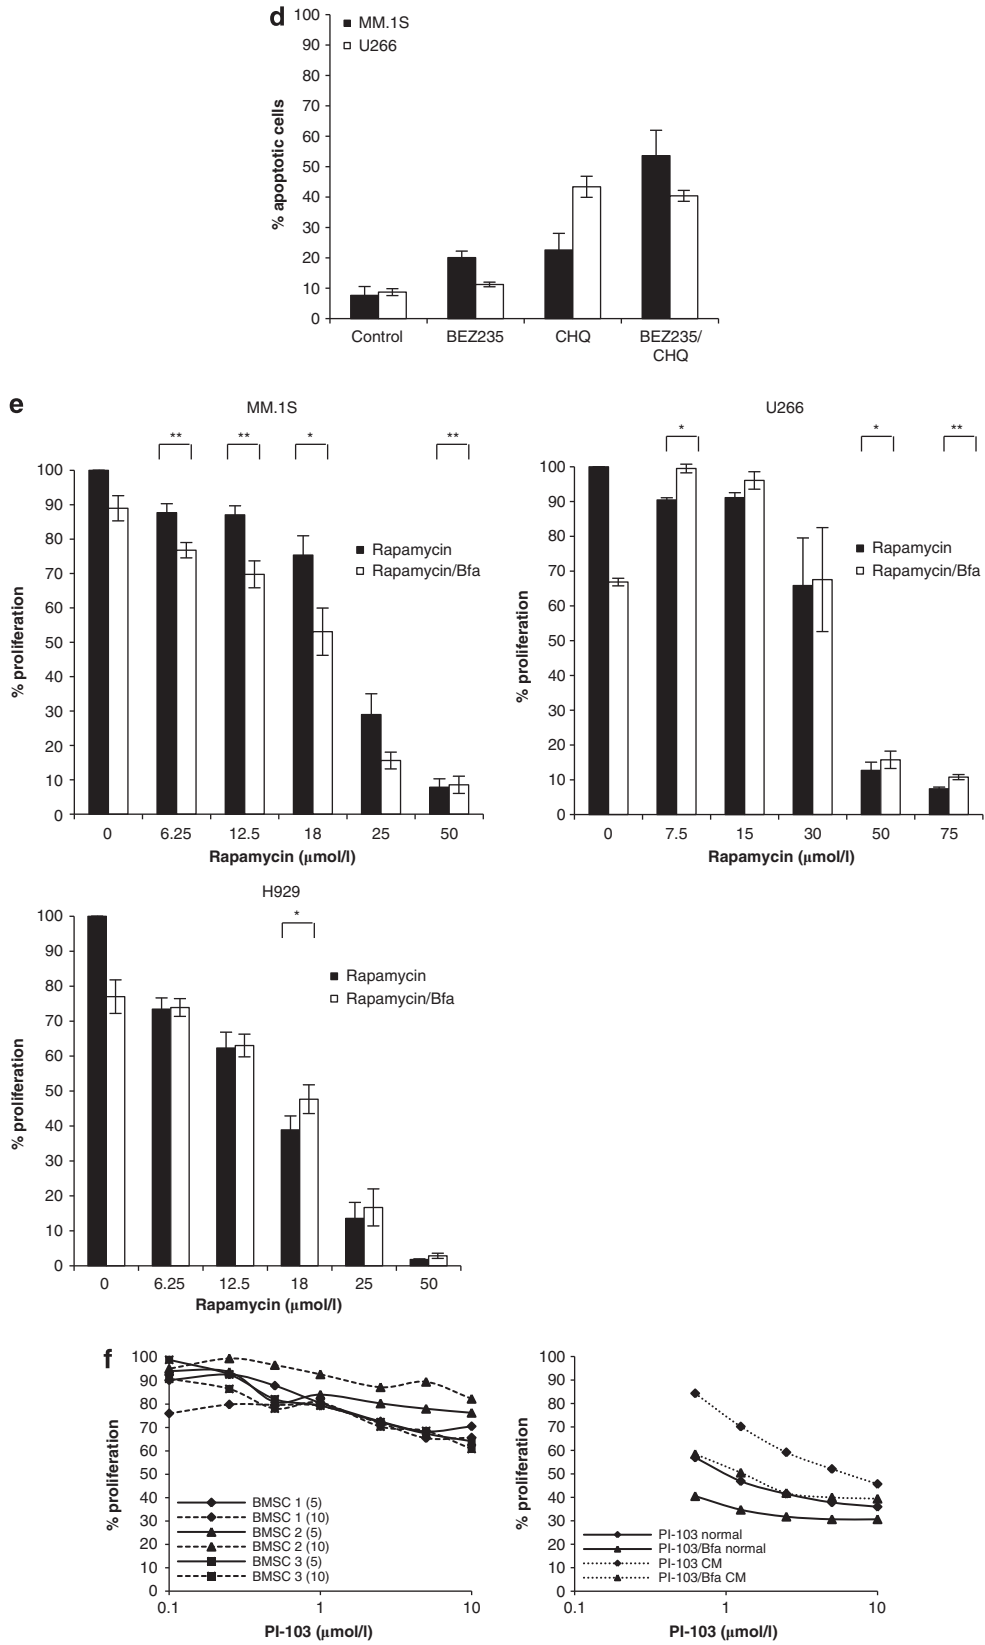 d
MM.1S
U266
100
90
80
70
60
50
40
30
20
10
0
% apoptotic cells
Control
BEZ235
CHQ
BEZ235/
CHQ
e
MM.1S
** ** * **
100
90
80
70
60
50
40
30
20
10
0
% proliferation
Rapamycin
Rapamycin/Bfa
0 6.25 12.5 18 25 50
Rapamycin (μmol/l)
U266
* * **
100
90
80
70
60
50
40
30
20
10
0
% proliferation
Rapamycin
Rapamycin/Bfa
0 7.5 15 30 50 75
Rapamycin (μmol/l)
H929
*
100
90
80
70
60
50
40
30
20
10
0
% proliferation
Rapamycin
Rapamycin/Bfa
0 6.25 12.5 18 25 50
Rapamycin (μmol/l)
f
100
90
80
70
60
50
40
30
20
10
0
% proliferation
BMSC 1 (5)
BMSC 1 (10)
BMSC 2 (5)
BMSC 2 (10)
BMSC 3 (5)
BMSC 3 (10)
0.1 1 10
PI-103 (μmol/l)
100
90
80
70
60
50
40
30
20
10
0
% proliferation
PI-103 normal
PI-103/Bfa normal
PI-103 CM
PI-103/Bfa CM
0.1 1 10
PI-103 (μmol/l)